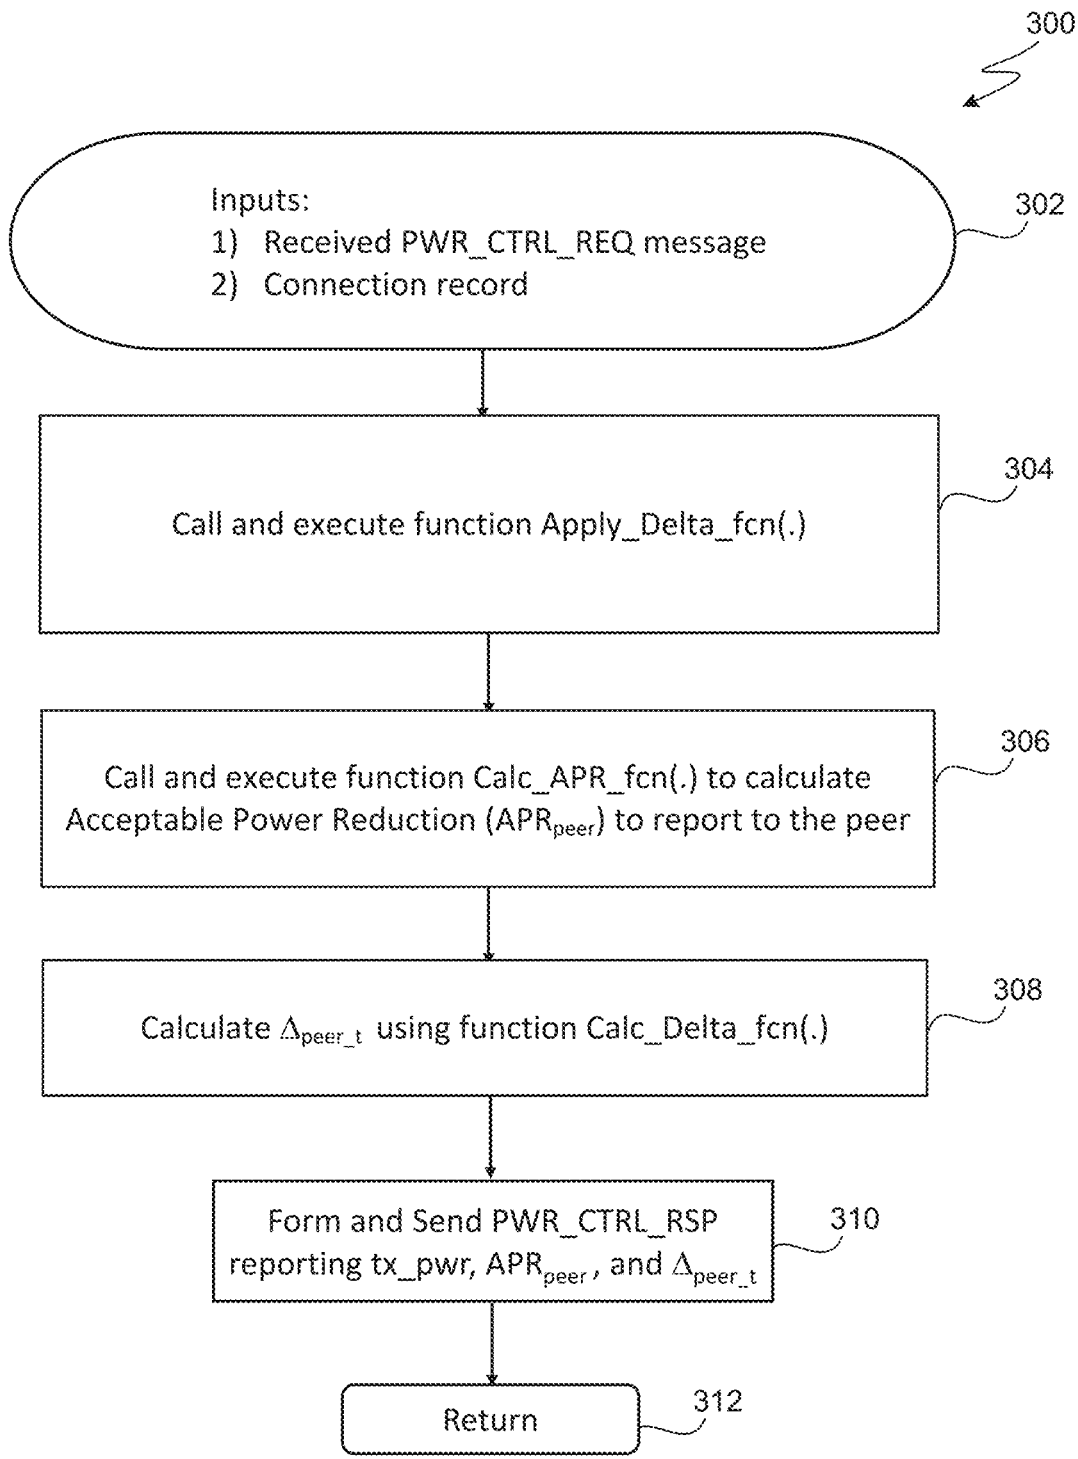 300
Inputs:
1) Received PWR_CTRL_REQ message
2) Connection record
302
Call and execute function Apply_Delta_fcn(.)
304
Call and execute function Calc_APR_fcn(.) to calculate
Acceptable Power Reduction (APRpeer) to report to the peer
306
Calculate Δpeer_t using function Calc_Delta_fcn(.)
308
Form and Send PWR_CTRL_RSP
reporting tx_pwr, APRpeer , and Δpeer_t
310
Return
312